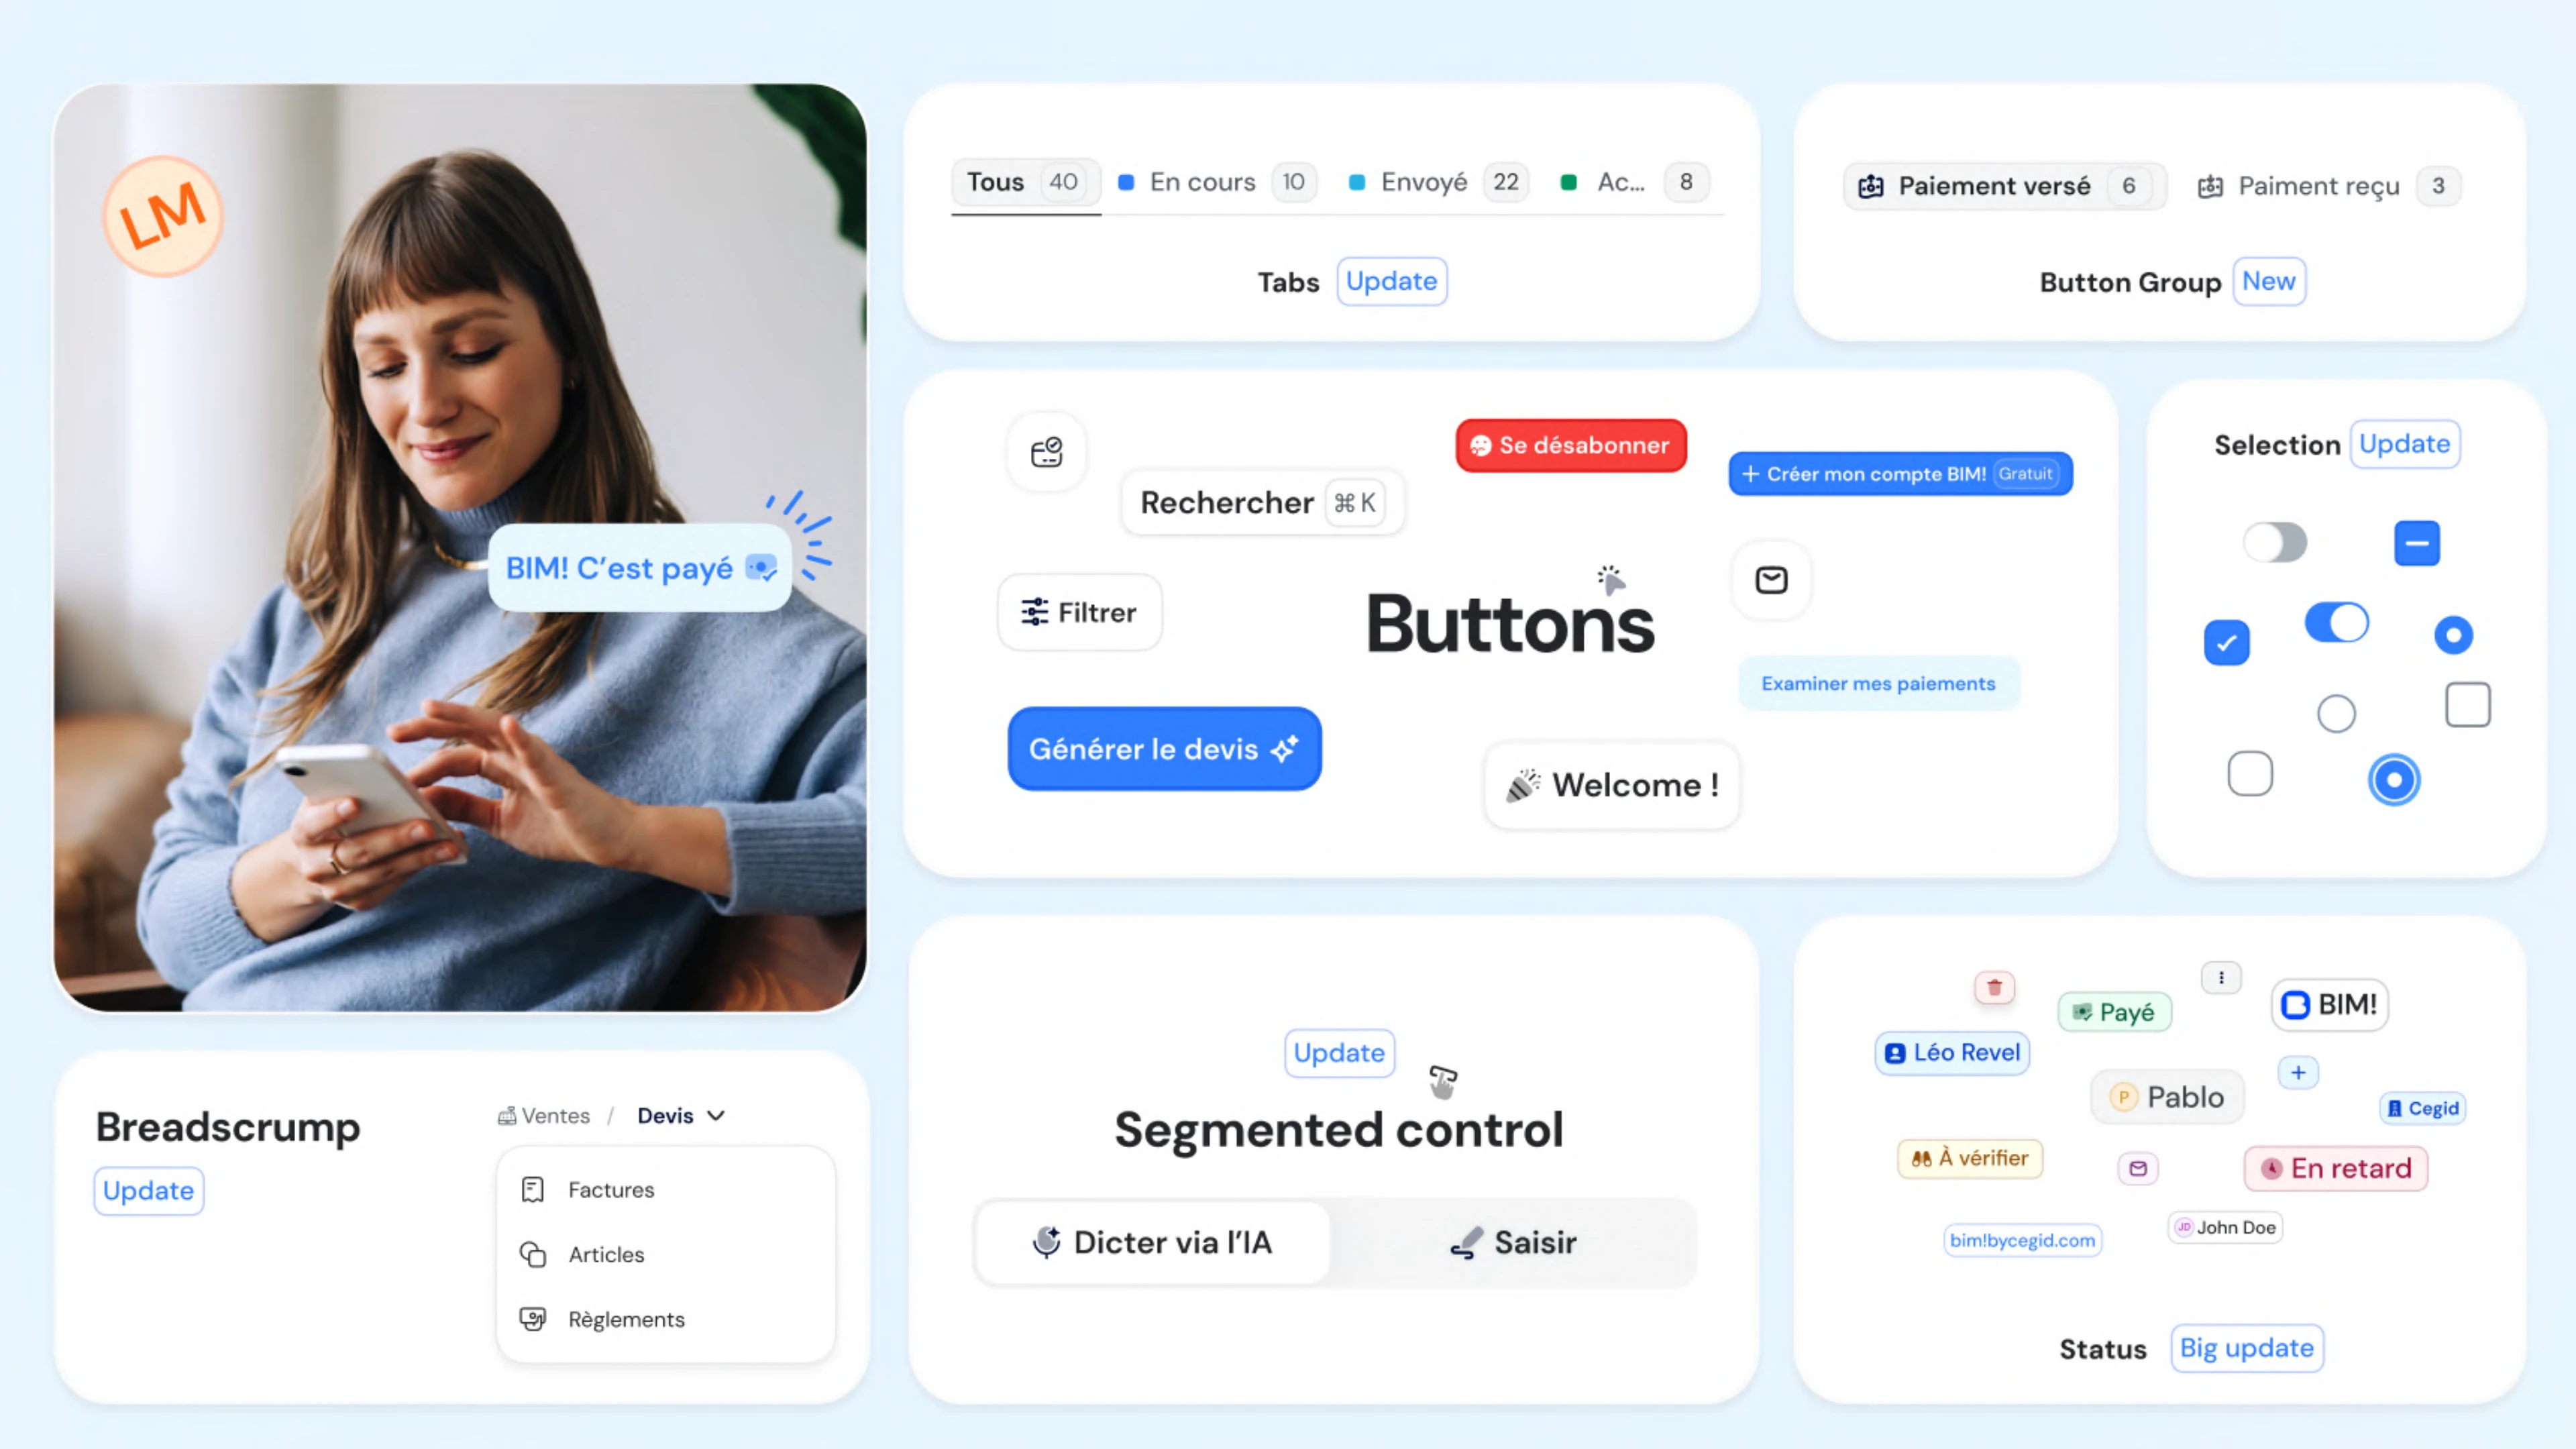 LM
BIM! C’est payé
Tous 40 En cours 10 Envoyé 22 Ac... 8
Tabs Update
Paiement versé 6 Paiment reçu 3
Button Group New
Se désabonner
Rechercher ⌘ K
+ Créer mon compte BIM! Gratuit
Filtrer
Buttons
Examiner mes paiements
Générer le devis
Welcome !
Selection Update
Breadscrump
Update
Ventes / Devis
Factures
Articles
Règlements
Update
Segmented control
Dicter via l’IA Saisir
Payé
BIM!
Léo Revel
P Pablo
Cegid
À vérifier
En retard
bim!bycegid.com
JD John Doe
Status Big update